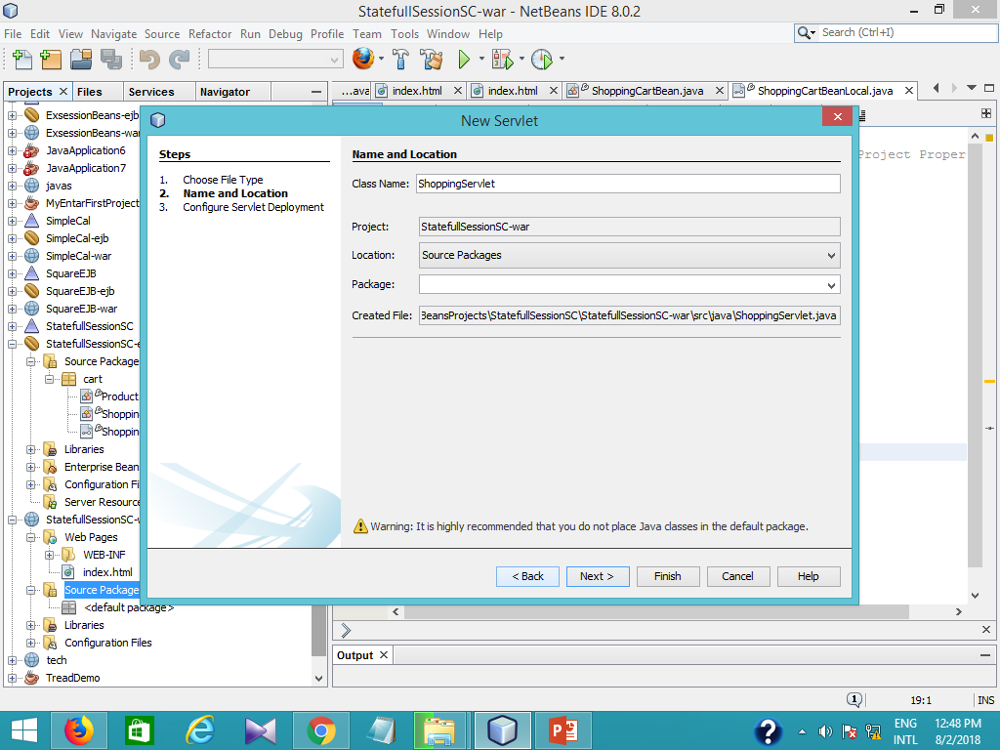 StatefullSessionSC-war - NetBeans IDE 8.0.2
File Edit View Navigate Source Refactor Run Debug Profile Team Tools Window Help
Search (Ctrl+I)
Projects Files Services Navigator
...ava index.html index.html ShoppingCartBean.java ShoppingCartBeanLocal.java
ExsessionBeans-ejb
ExsessionBeans-war
JavaApplication6
JavaApplication7
javas
MyEntarFirstProject
SimpleCal
SimpleCal-ejb
SimpleCal-war
SquareEJB
SquareEJB-ejb
SquareEJB-war
StatefullSessionSC
StatefullSessionSC-e
Source Package
cart
Product
Shoppin
Shoppin
Libraries
Enterprise Bean
Configuration Fi
Server Resource
StatefullSessionSC-w
Web Pages
WEB-INF
index.html
Source Package
<default package>
Libraries
Configuration Files
tech
TreadDemo
New Servlet
Steps
1. Choose File Type
2. Name and Location
3. Configure Servlet Deployment
Name and Location
Class Name: ShoppingServlet
Project: StatefullSessionSC-war
Location: Source Packages
Package:
Created File: BeansProjects\StatefullSessionSC\StatefullSessionSC-war\src\java\ShoppingServlet.java
Warning: It is highly recommended that you do not place Java classes in the default package.
< Back Next > Finish Cancel Help
Project Proper
Output
1 19:1 INS
ENG 12:48 PM
INTL 8/2/2018